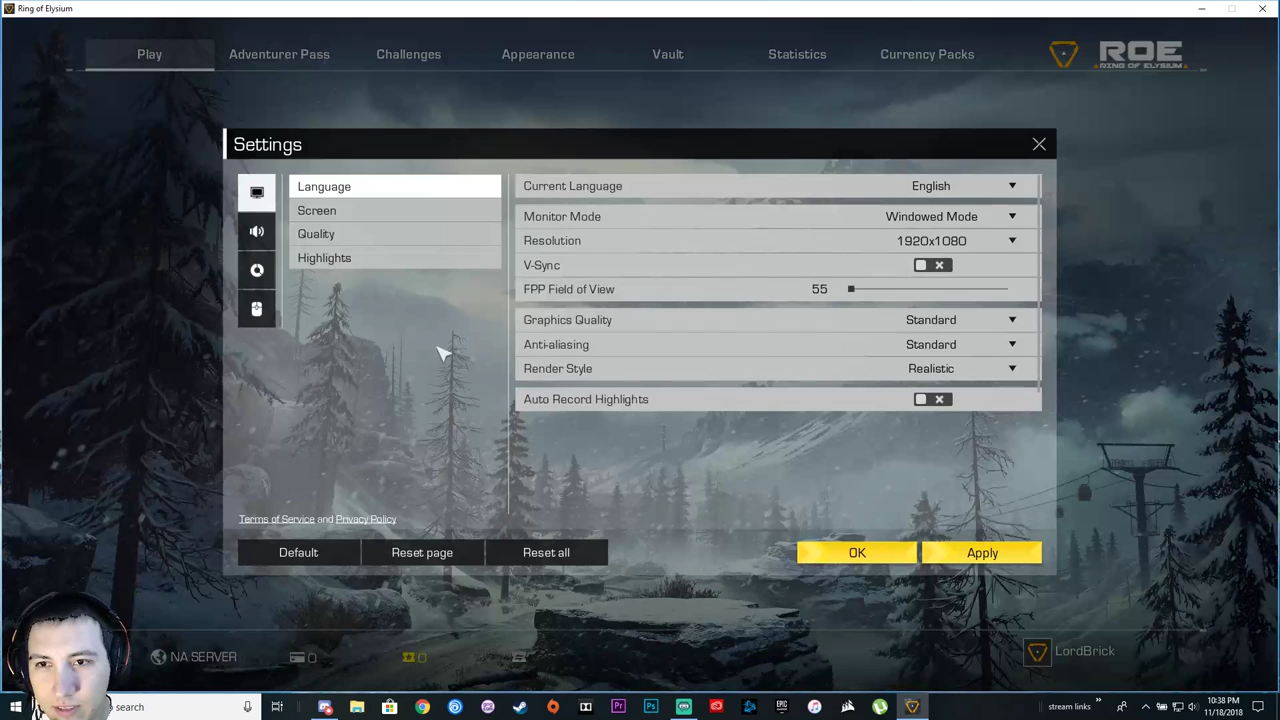 Ring of Elysium
Play
Adventurer Pass
Challenges
Appearance
Vault
Statistics
Currency Packs
ROE
RING OF ELYSIUM
Settings
Language
Screen
Quality
Highlights
Current Language English
Monitor Mode Windowed Mode
Resolution 1920x1080
V-Sync
FPP Field of View 55
Graphics Quality Standard
Anti-aliasing Standard
Render Style Realistic
Auto Record Highlights
Terms of Service and Privacy Policy
Default
Reset page
Reset all
OK
Apply
NA SERVER
0
0
LordBrick
search
Pr
Ps
EPIC
stream links
10:38 PM
11/18/2018